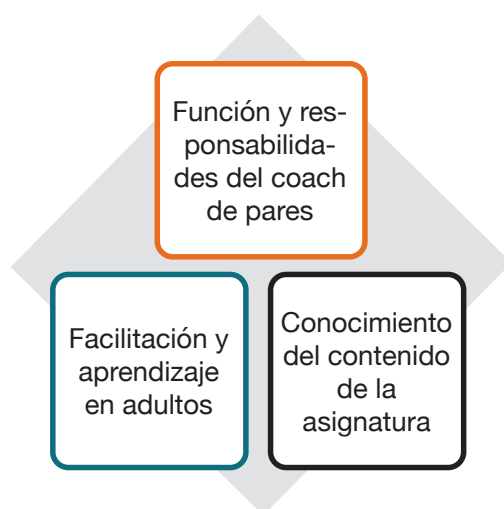 Función y res-
ponsabilida-
des del coach
de pares
Facilitación y
aprendizaje
en adultos
Conocimiento
del contenido
de la
asignatura